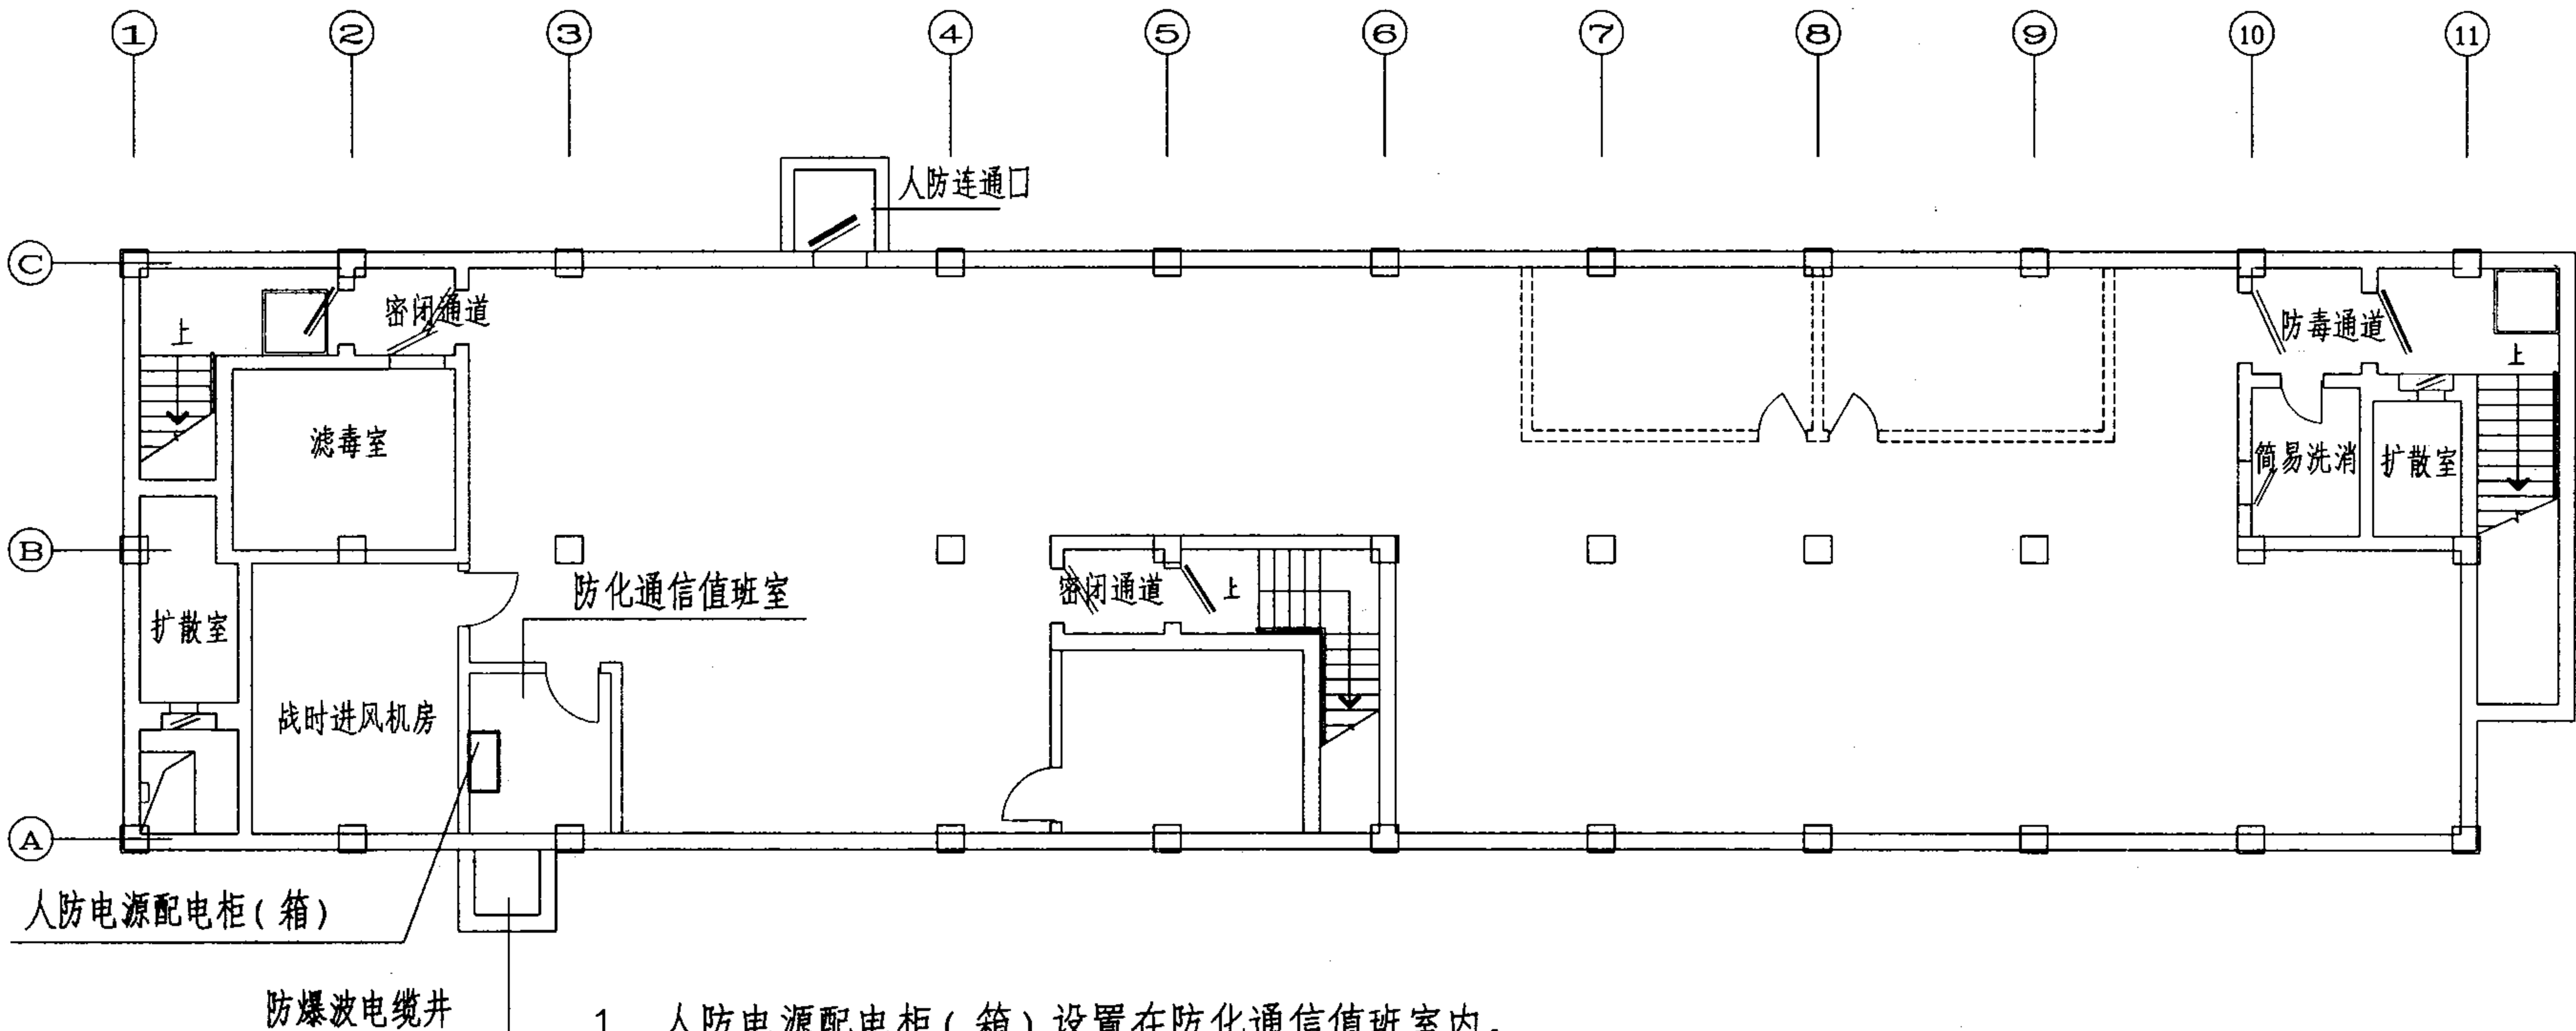 1 2 3 4 5 6 7 8 9 10 11
人防连通口
C
密闭通道
上
防毒通道
上
滤毒室
简易洗消
扩散室
B
防化通信值班室
密闭通道
上
扩散室
战时进风机房
A
人防电源配电柜(箱)
防爆波电缆井
1 人防电源配电柜(箱)设置在防化通信值班室内。